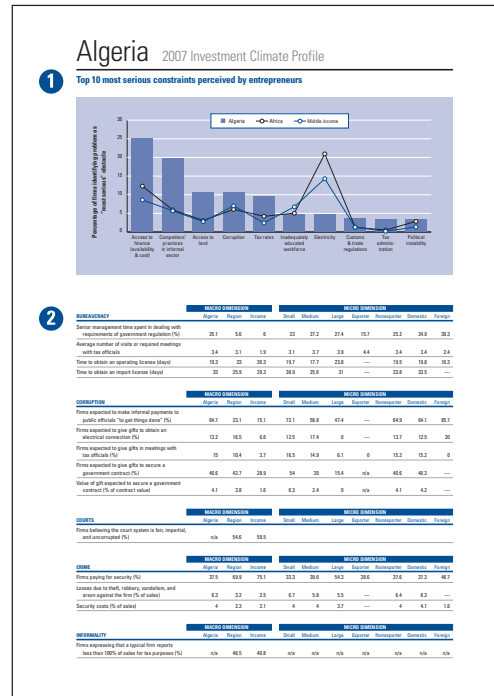 Algeria 2007 Investment Climate Profile
1 Top 10 most serious constraints perceived by entrepreneurs
Percentage of firms identifying problem as
"most serious" obstacle
Algeria Africa Middle income
30
25
20
15
10
5
0
Access to finance (availability & cost)
Competitors' practices in informal sector
Access to land
Corruption
Tax rates
Inadequately educated workforce
Electricity
Customs & trade regulations
Tax adminis-tration
Political instability
2
MACRO DIMENSION MICRO DIMENSION
BUREAUCRACY Algeria Region Income Small Medium Large Exporter Nonexporter Domestic Foreign
Senior management time spent in dealing with
requirements of government regulation (%) 25.1 5.6 6 23 27.2 27.4 15.7 25.2 24.9 30.3
Average number of visits or required meetings
with tax officials 3.4 3.1 1.9 3.1 3.7 3.9 4.4 3.4 3.4 2.4
Time to obtain an operating license (days) 19.3 23 30.3 19.7 17.7 23.8 — 19.5 19.8 10.3
Time to obtain an import license (days) 33 25.9 29.3 38.9 25.6 31 — 33.8 33.5 —
MACRO DIMENSION MICRO DIMENSION
CORRUPTION Algeria Region Income Small Medium Large Exporter Nonexporter Domestic Foreign
Firms expected to make informal payments to
public officials "to get things done" (%) 64.7 23.1 15.1 72.1 58.8 47.4 — 64.9 64.1 85.7
Firms expected to give gifts to obtain an
electrical connection (%) 13.2 16.5 8.6 12.5 17.4 0 — 13.7 12.5 20
Firms expected to give gifts in meetings with
tax officials (%) 15 16.4 3.7 16.5 14.9 6.1 0 15.2 15.2 0
Firms expected to give gifts to secure a
government contract (%) 40.6 42.7 28.9 54 30 15.4 n/a 40.6 40.3 —
Value of gift expected to secure a government
contract (% of contract value) 4.1 3.8 1.6 6.3 2.4 0 n/a 4.1 4.2 —
MACRO DIMENSION MICRO DIMENSION
COURTS Algeria Region Income Small Medium Large Exporter Nonexporter Domestic Foreign
Firms believing the court system is fair, impartial,
and uncorrupted (%) n/a 54.6 59.5
MACRO DIMENSION MICRO DIMENSION
CRIME Algeria Region Income Small Medium Large Exporter Nonexporter Domestic Foreign
Firms paying for security (%) 37.5 69.9 75.1 33.3 39.6 54.3 28.6 37.6 37.3 46.7
Losses due to theft, robbery, vandalism, and
arson against the firm (% of sales) 6.3 3.2 2.5 6.7 5.6 5.5 — 6.4 6.3 —
Security costs (% of sales) 4 2.3 2.1 4 4 3.7 — 4 4.1 1.6
MACRO DIMENSION MICRO DIMENSION
INFORMALITY Algeria Region Income Small Medium Large Exporter Nonexporter Domestic Foreign
Firms expressing that a typical firm reports
less than 100% of sales for tax purposes (%) n/a 46.5 40.8 n/a n/a n/a n/a n/a n/a n/a